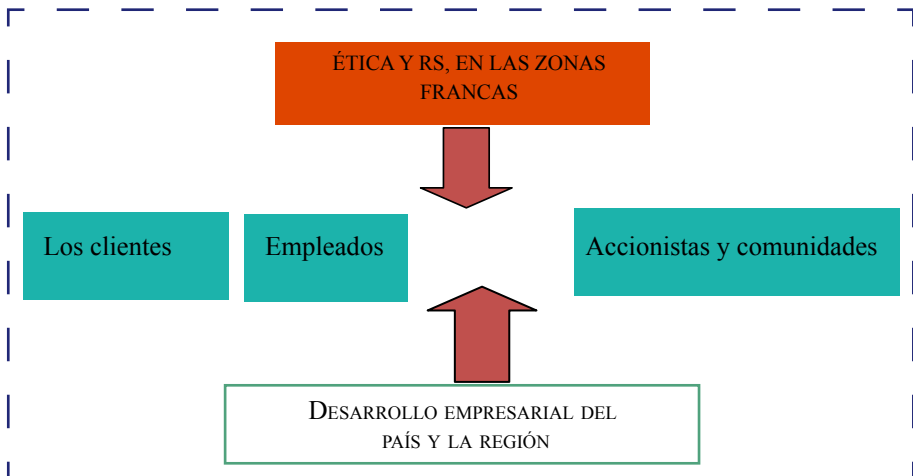 ÉTICA Y RS, EN LAS ZONAS
FRANCAS
Los clientes
Empleados
Accionistas y comunidades
DESARROLLO EMPRESARIAL DEL
PAÍS Y LA REGIÓN